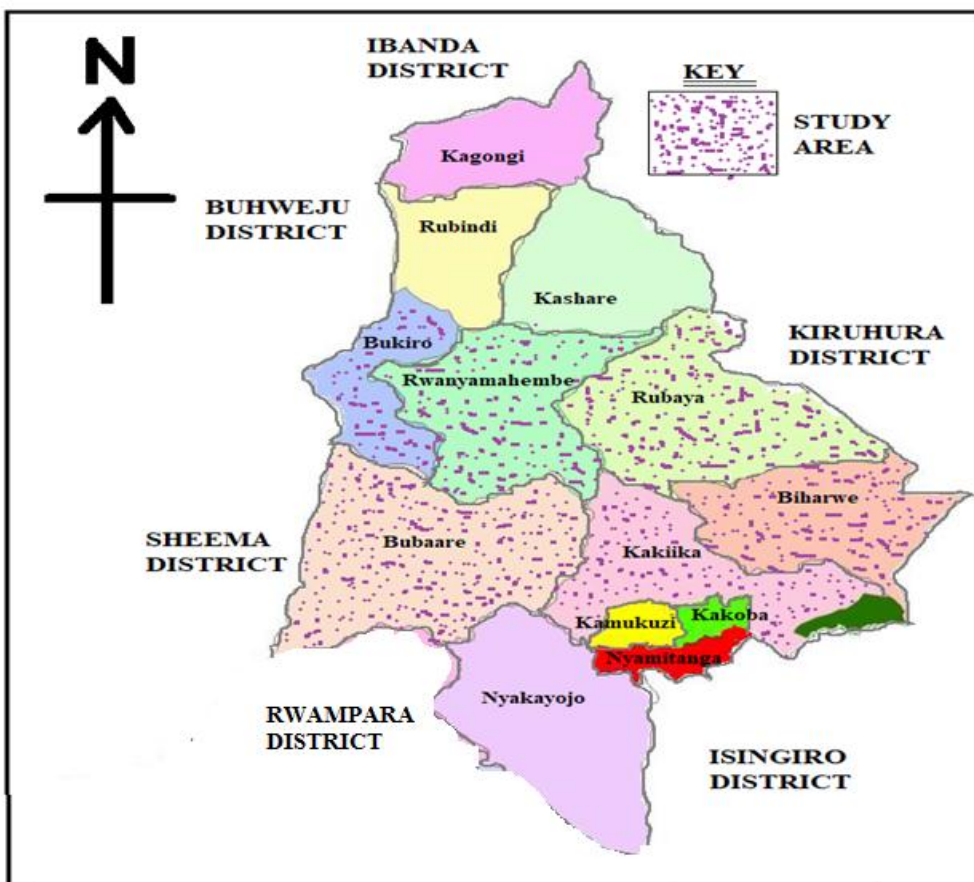 N
IBANDA
DISTRICT
KEY
STUDY
AREA
Kagongi
BUHWEJU
DISTRICT
Rubindi
Kashare
Bukiro
KIRUHURA
DISTRICT
Rwanyamahembe
Rubaya
Biharwe
SHEEMA
DISTRICT
Bubaare
Kakiika
Kamukuzi
Kakoba
Nyamitanga
Nyakayojo
RWAMPARA
DISTRICT
ISINGIRO
DISTRICT